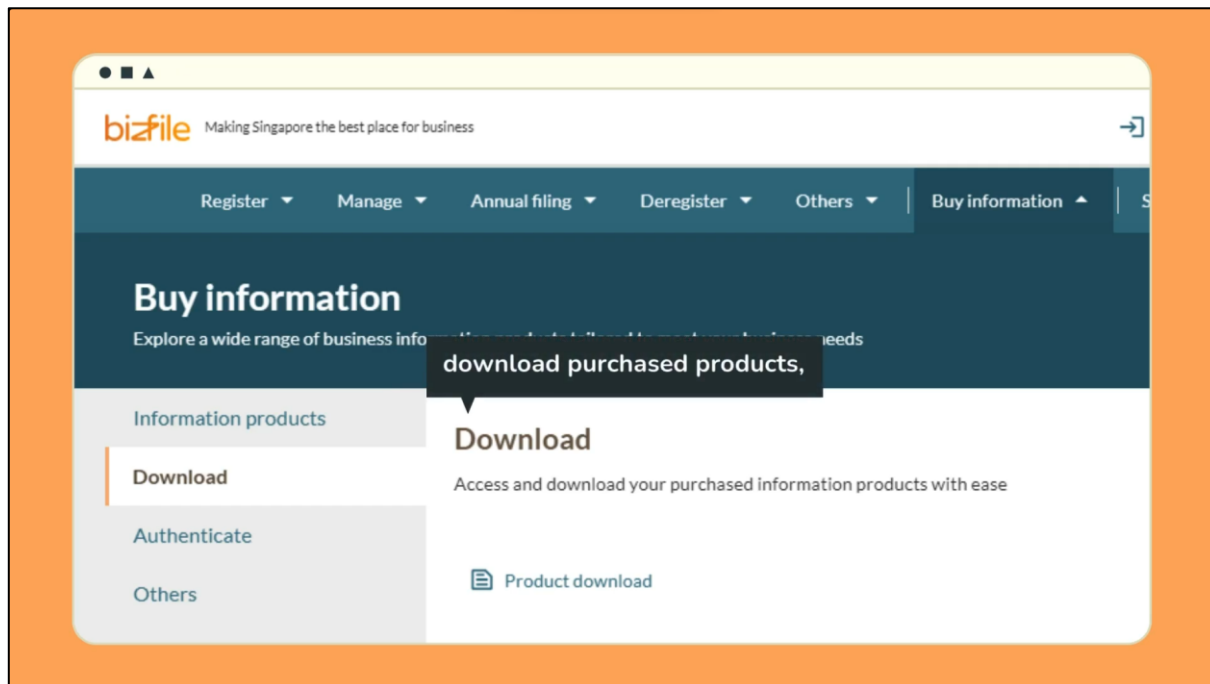 bizfile Making Singapore the best place for business
Register Manage Annual filing Deregister Others Buy information S
Buy information
Explore a wide range of business info needs
download purchased products,
Information products
Download
Authenticate
Others
Download
Access and download your purchased information products with ease
Product download